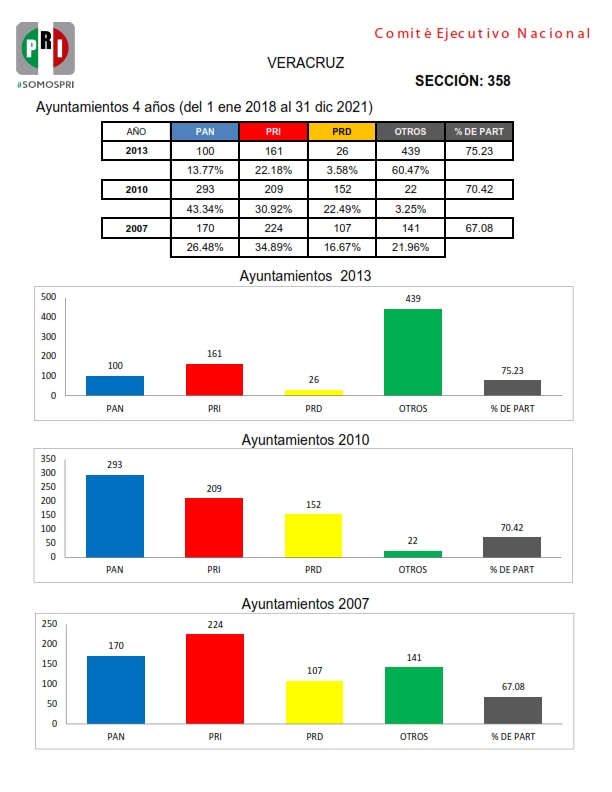 Comité Ejecutivo Nacional
PRI
#SOMOSPRI
VERACRUZ
SECCIÓN: 358
Ayuntamientos 4 años (del 1 ene 2018 al 31 dic 2021)
AÑO PAN PRI PRD OTROS % DE PART
2013 100 161 26 439 75.23
13.77% 22.18% 3.58% 60.47%
2010 293 209 152 22 70.42
43.34% 30.92% 22.49% 3.25%
2007 170 224 107 141 67.08
26.48% 34.89% 16.67% 21.96%
Ayuntamientos 2013
500
400
300
200
100
0
100 161 26 439 75.23
PAN PRI PRD OTROS % DE PART
Ayuntamientos 2010
350
300
250
200
150
100
50
0
293 209 152 22 70.42
PAN PRI PRD OTROS % DE PART
Ayuntamientos 2007
250
200
150
100
50
0
170 224 107 141 67.08
PAN PRI PRD OTROS % DE PART